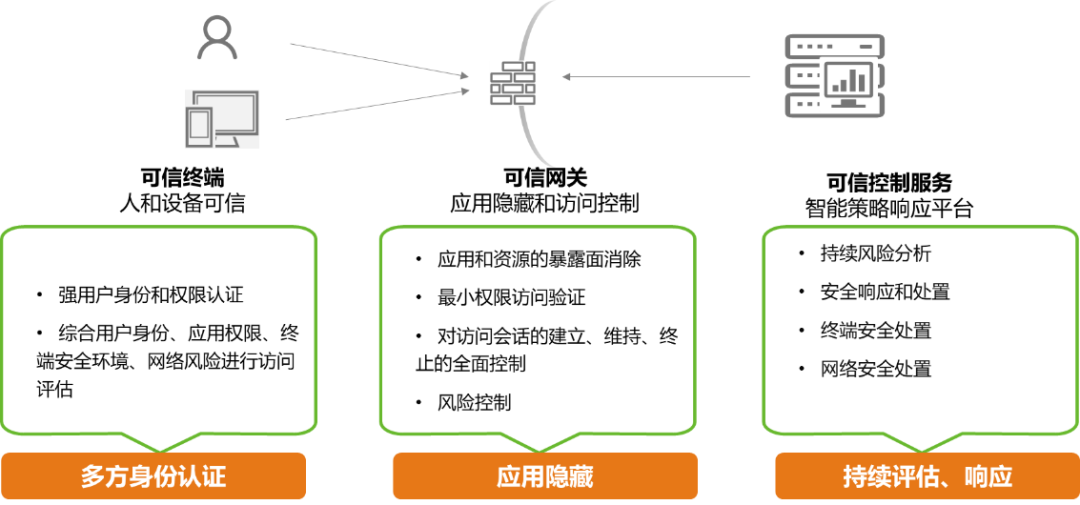 可信终端
人和设备可信
• 强用户身份和权限认证
• 综合用户身份、应用权限、终
端安全环境、网络风险进行访问
评估
多方身份认证
可信网关
应用隐藏和访问控制
• 应用和资源的暴露面消除
• 最小权限访问验证
• 对访问会话的建立、维持、终
止的全面控制
• 风险控制
应用隐藏
可信控制服务
智能策略响应平台
• 持续风险分析
• 安全响应和处置
• 终端安全处置
• 网络安全处置
持续评估、响应